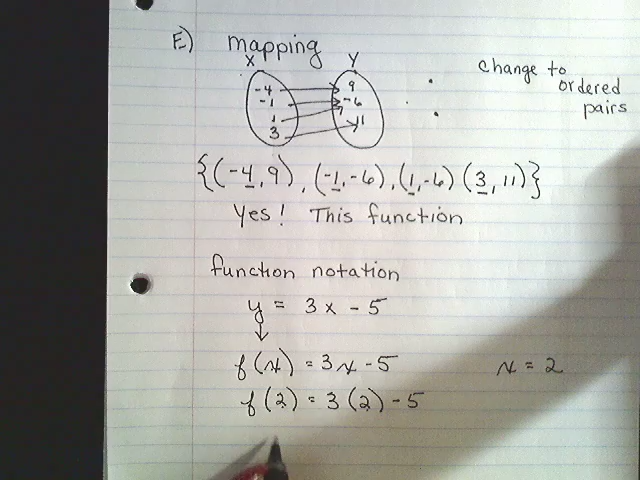 E) mapping
X Y
-4 9
-1 -6
1 11
3
change to
ordered
pairs
{(-4,9), (-1,-6), (1,-6) (3,11)}
Yes! This function
function notation
y = 3x - 5
f(x) = 3x - 5
x = 2
f(2) = 3(2) - 5